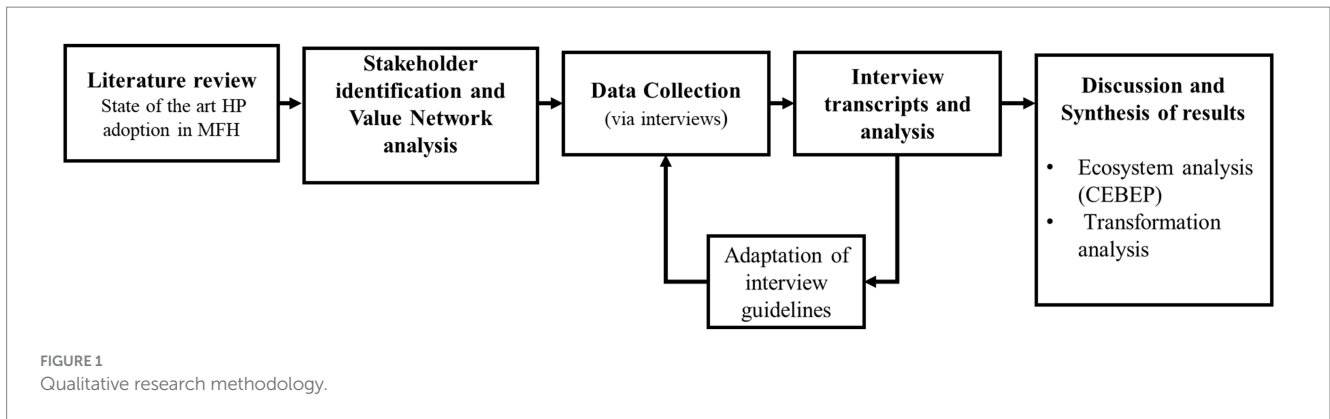 Literature review
State of the art HP
adoption in MFH
Stakeholder
identification and
Value Network
analysis
Data Collection
(via interviews)
Interview
transcripts and
analysis
Discussion and
Synthesis of results
• Ecosystem analysis
(CEBEP)
• Transformation
analysis
Adaptation of
interview
guidelines
FIGURE 1
Qualitative research methodology.